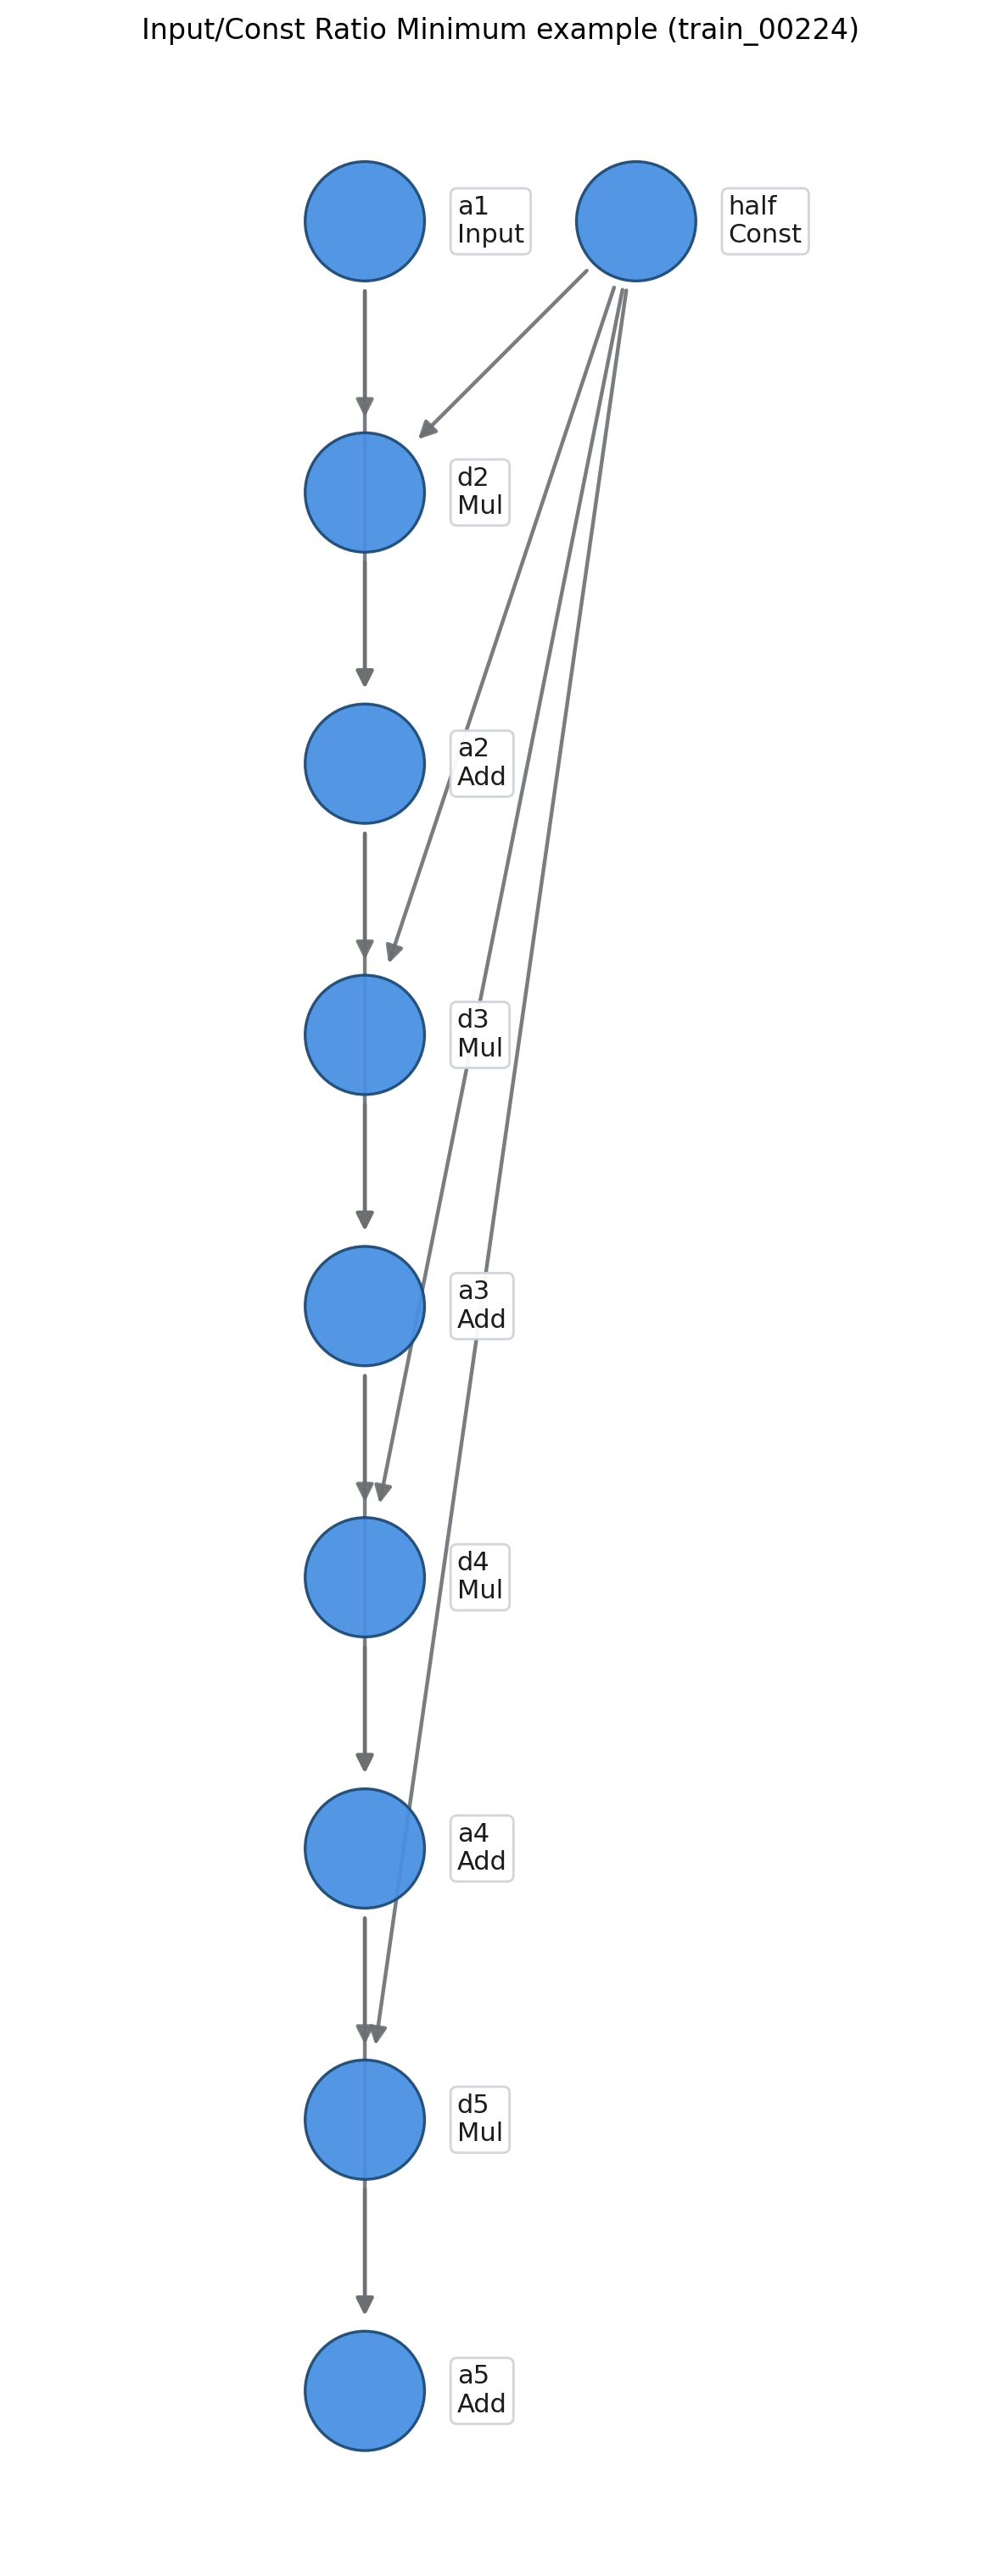 Input/Const Ratio Minimum example (train_00224)
a1
Input
half
Const
d2
Mul
a2
Add
d3
Mul
a3
Add
d4
Mul
a4
Add
d5
Mul
a5
Add